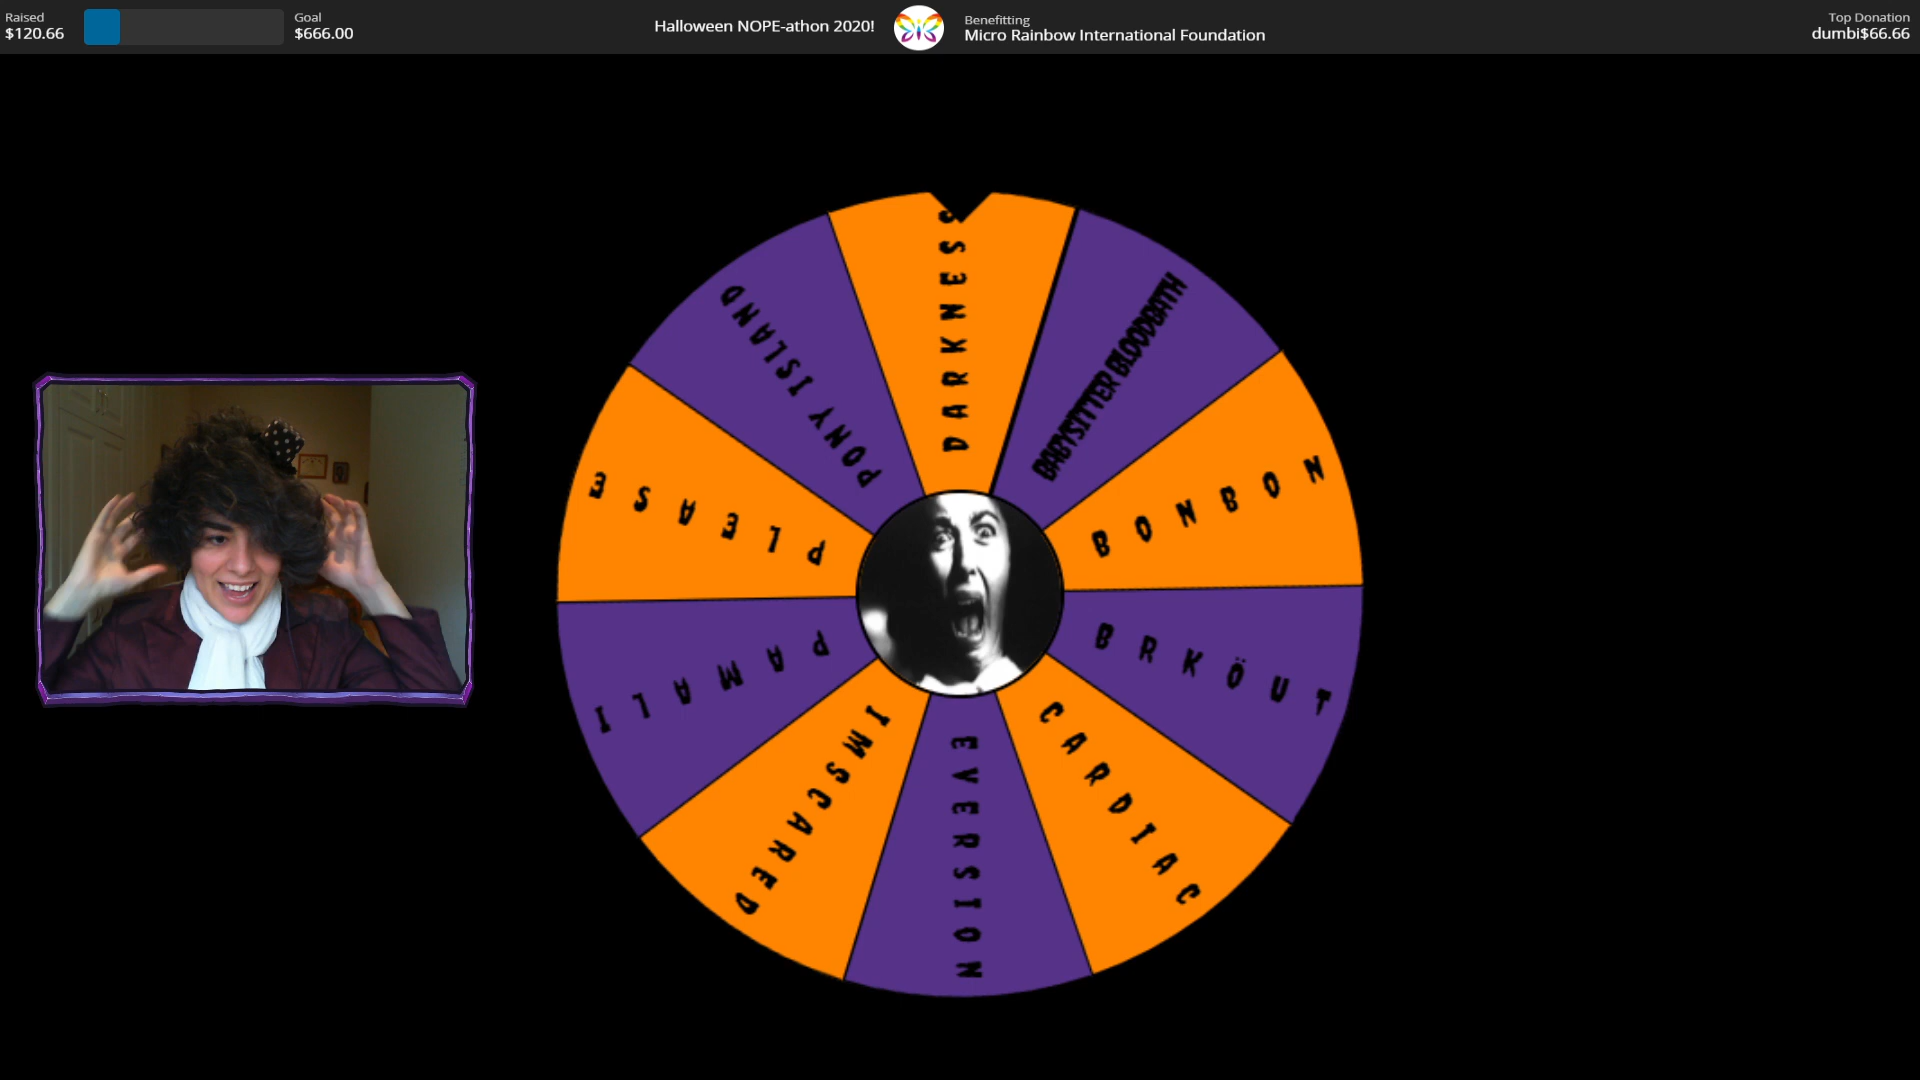 Raised
$120.66
Goal
$666.00
Halloween NOPE-athon 2020!
Benefitting
Micro Rainbow International Foundation
Top Donation
dumbi$66.66
DARKNESS
BABYSITTER BLOODBATH
BONBON
BRKÖUT
CARDIAC
EVERSION
IMSCARED
PAMALI
PLEASE
PONY ISLAND